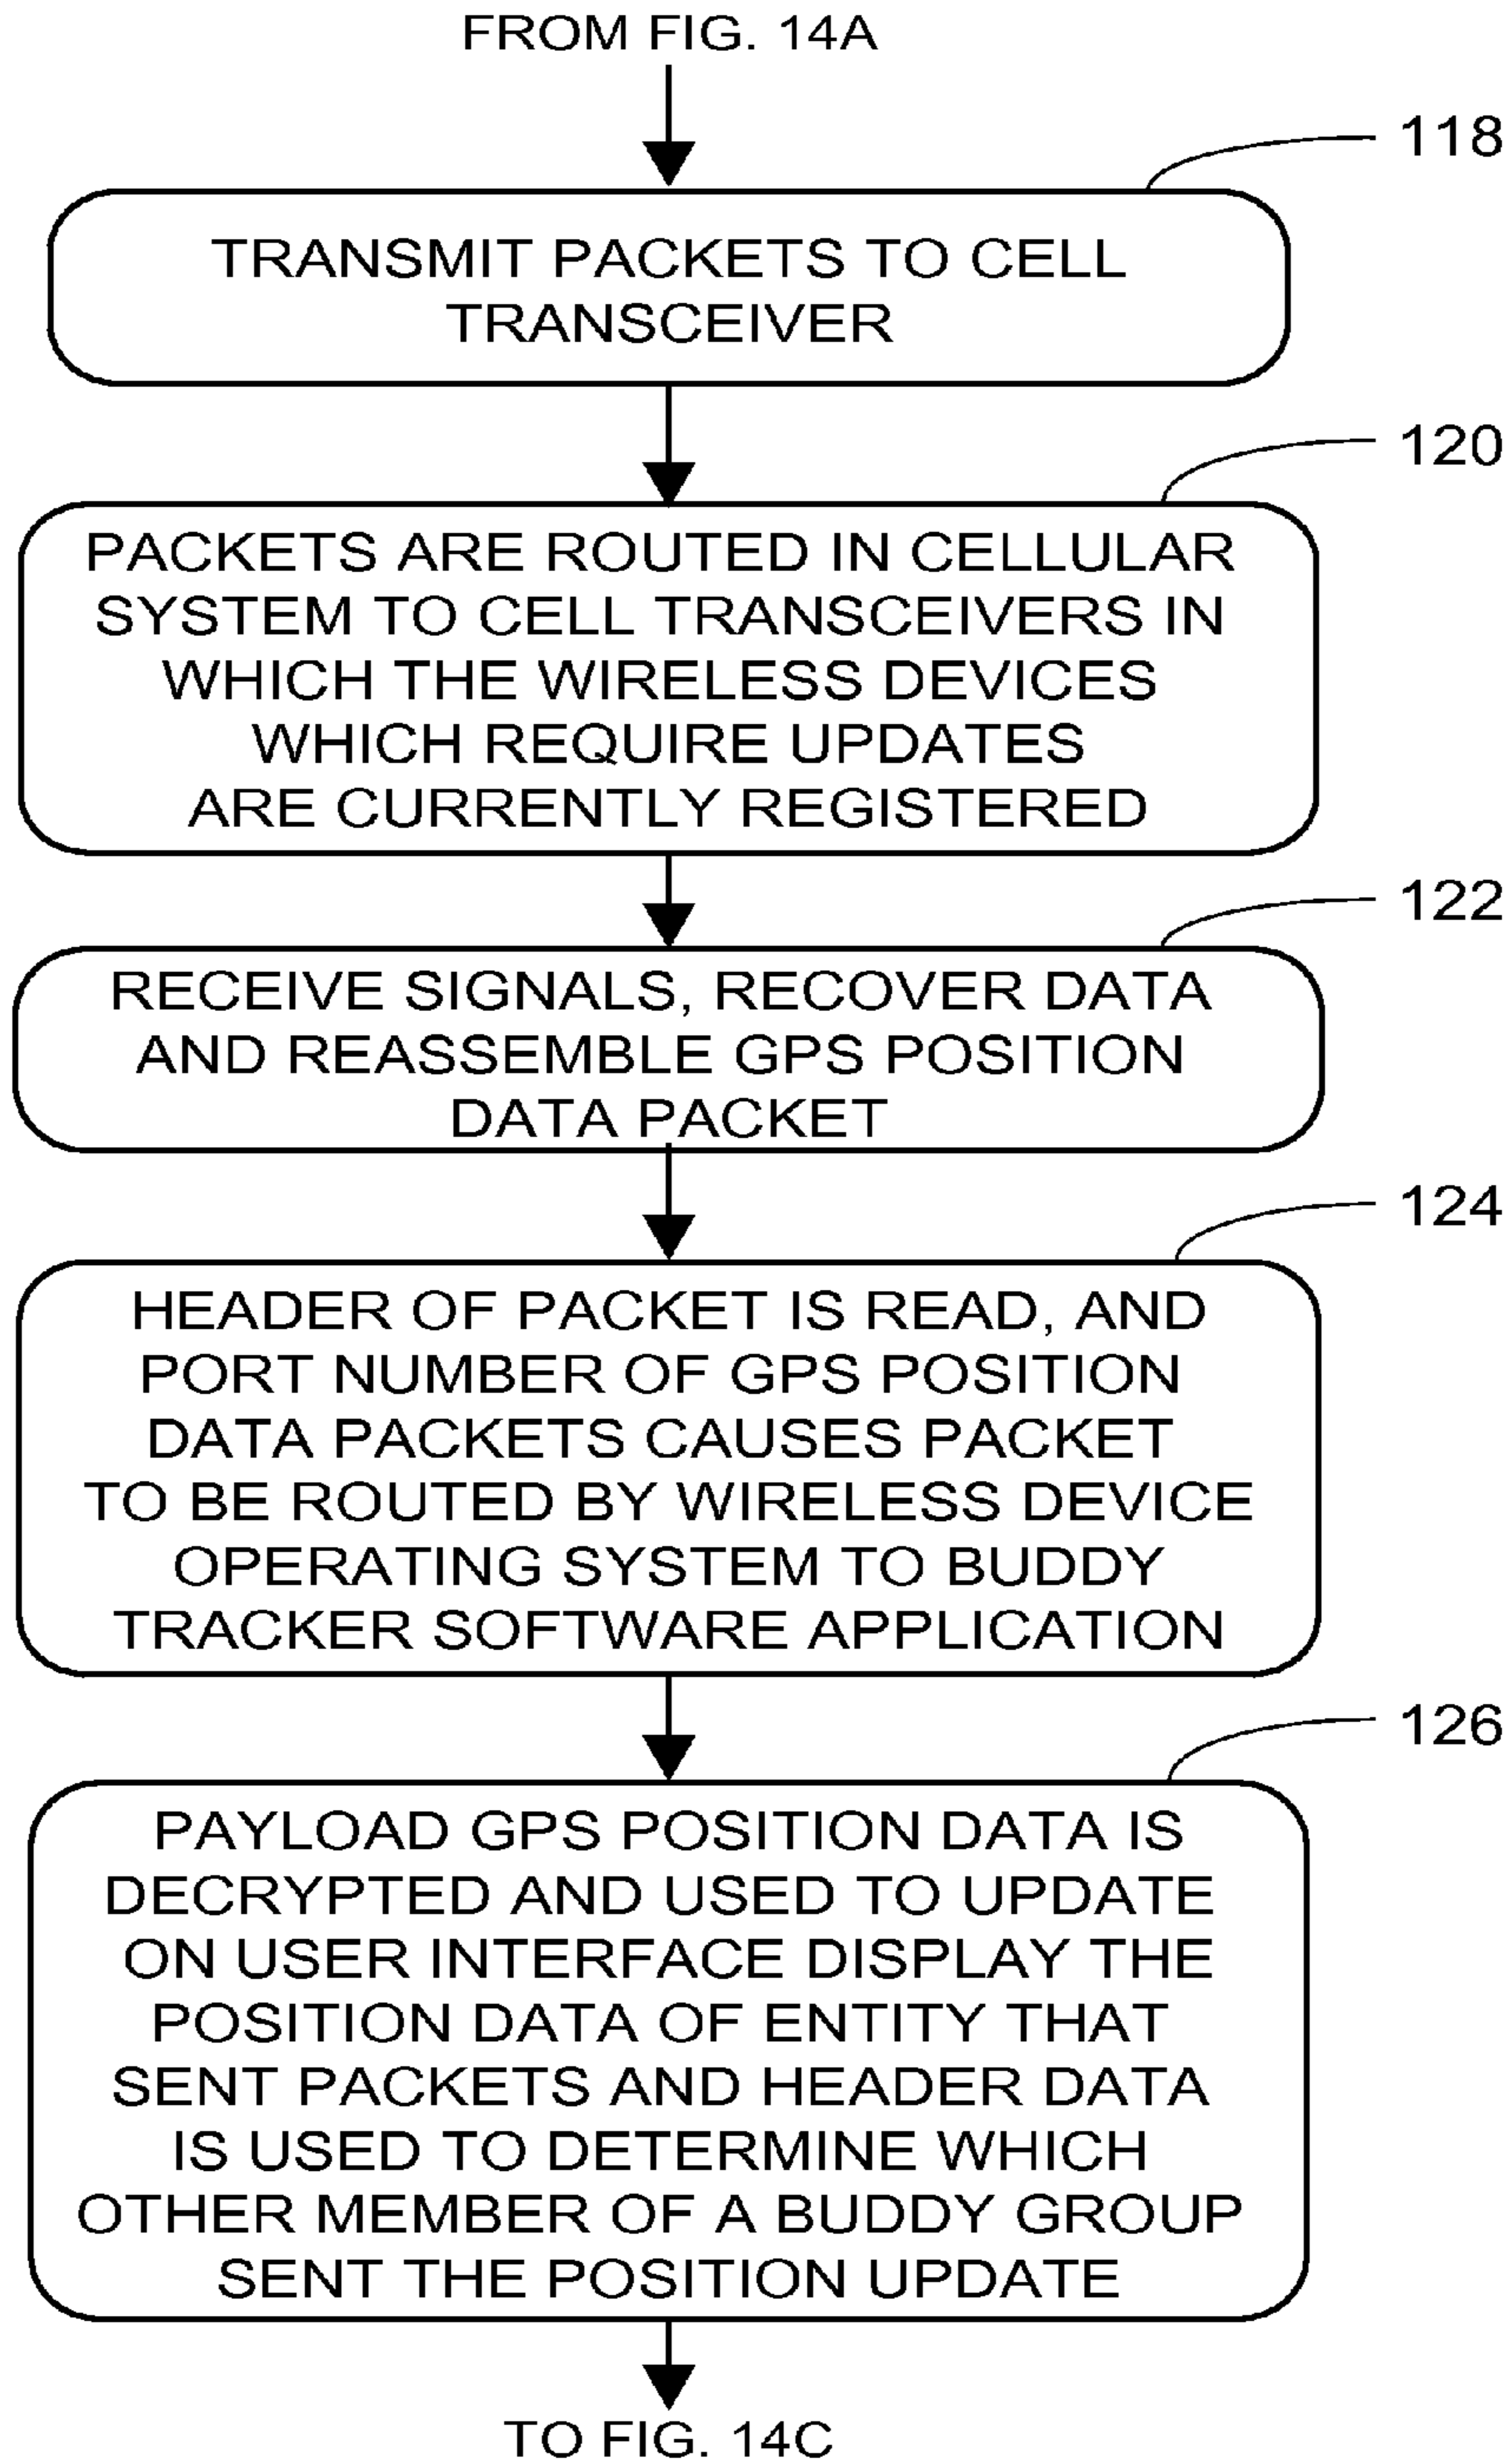 FROM FIG. 14A
118
TRANSMIT PACKETS TO CELL
TRANSCEIVER
120
PACKETS ARE ROUTED IN CELLULAR
SYSTEM TO CELL TRANSCEIVERS IN
WHICH THE WIRELESS DEVICES
WHICH REQUIRE UPDATES
ARE CURRENTLY REGISTERED
122
RECEIVE SIGNALS, RECOVER DATA
AND REASSEMBLE GPS POSITION
DATA PACKET
124
HEADER OF PACKET IS READ, AND
PORT NUMBER OF GPS POSITION
DATA PACKETS CAUSES PACKET
TO BE ROUTED BY WIRELESS DEVICE
OPERATING SYSTEM TO BUDDY
TRACKER SOFTWARE APPLICATION
126
PAYLOAD GPS POSITION DATA IS
DECRYPTED AND USED TO UPDATE
ON USER INTERFACE DISPLAY THE
POSITION DATA OF ENTITY THAT
SENT PACKETS AND HEADER DATA
IS USED TO DETERMINE WHICH
OTHER MEMBER OF A BUDDY GROUP
SENT THE POSITION UPDATE
TO FIG. 14C